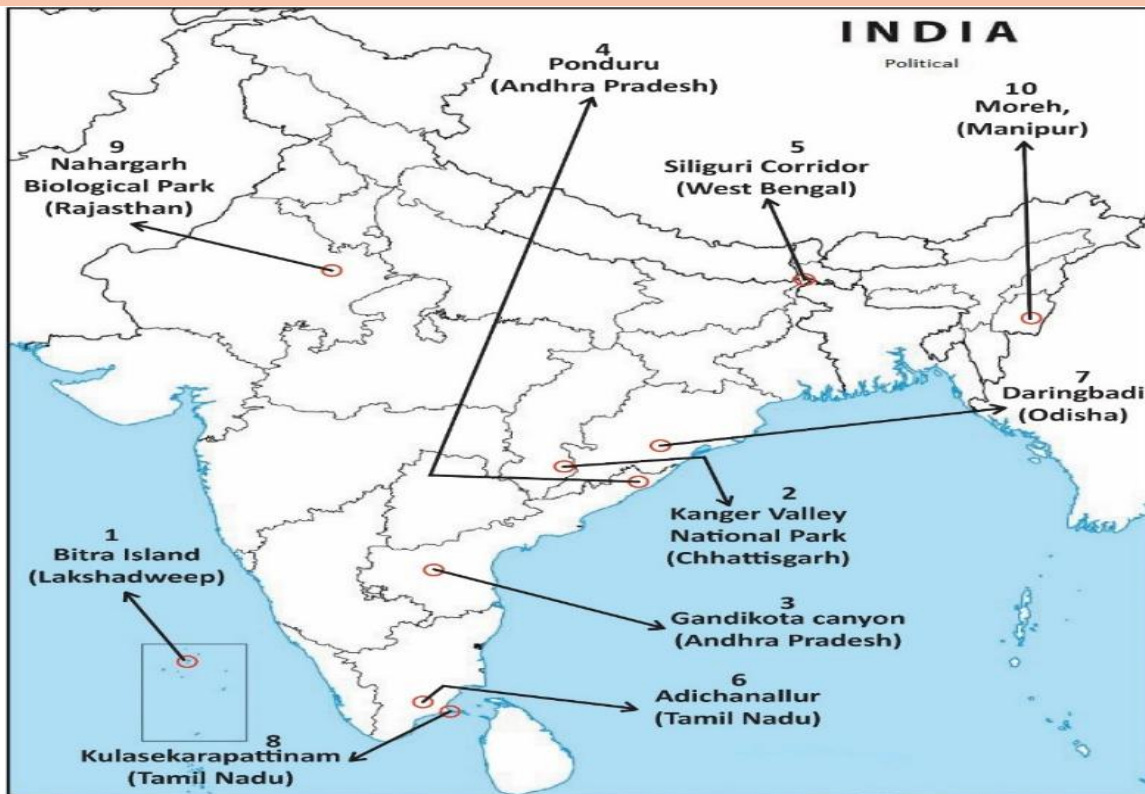 INDIA
Political
4
Ponduru
(Andhra Pradesh)
10
Moreh,
(Manipur)
9
Nahargarh
Biological Park
(Rajasthan)
5
Siliguri Corridor
(West Bengal)
7
Daringbadi
(Odisha)
2
Kanger Valley
National Park
(Chhattisgarh)
1
Bitra Island
(Lakshadweep)
3
Gandikota canyon
(Andhra Pradesh)
6
Adichanallur
(Tamil Nadu)
8
Kulasekarapattinam
(Tamil Nadu)